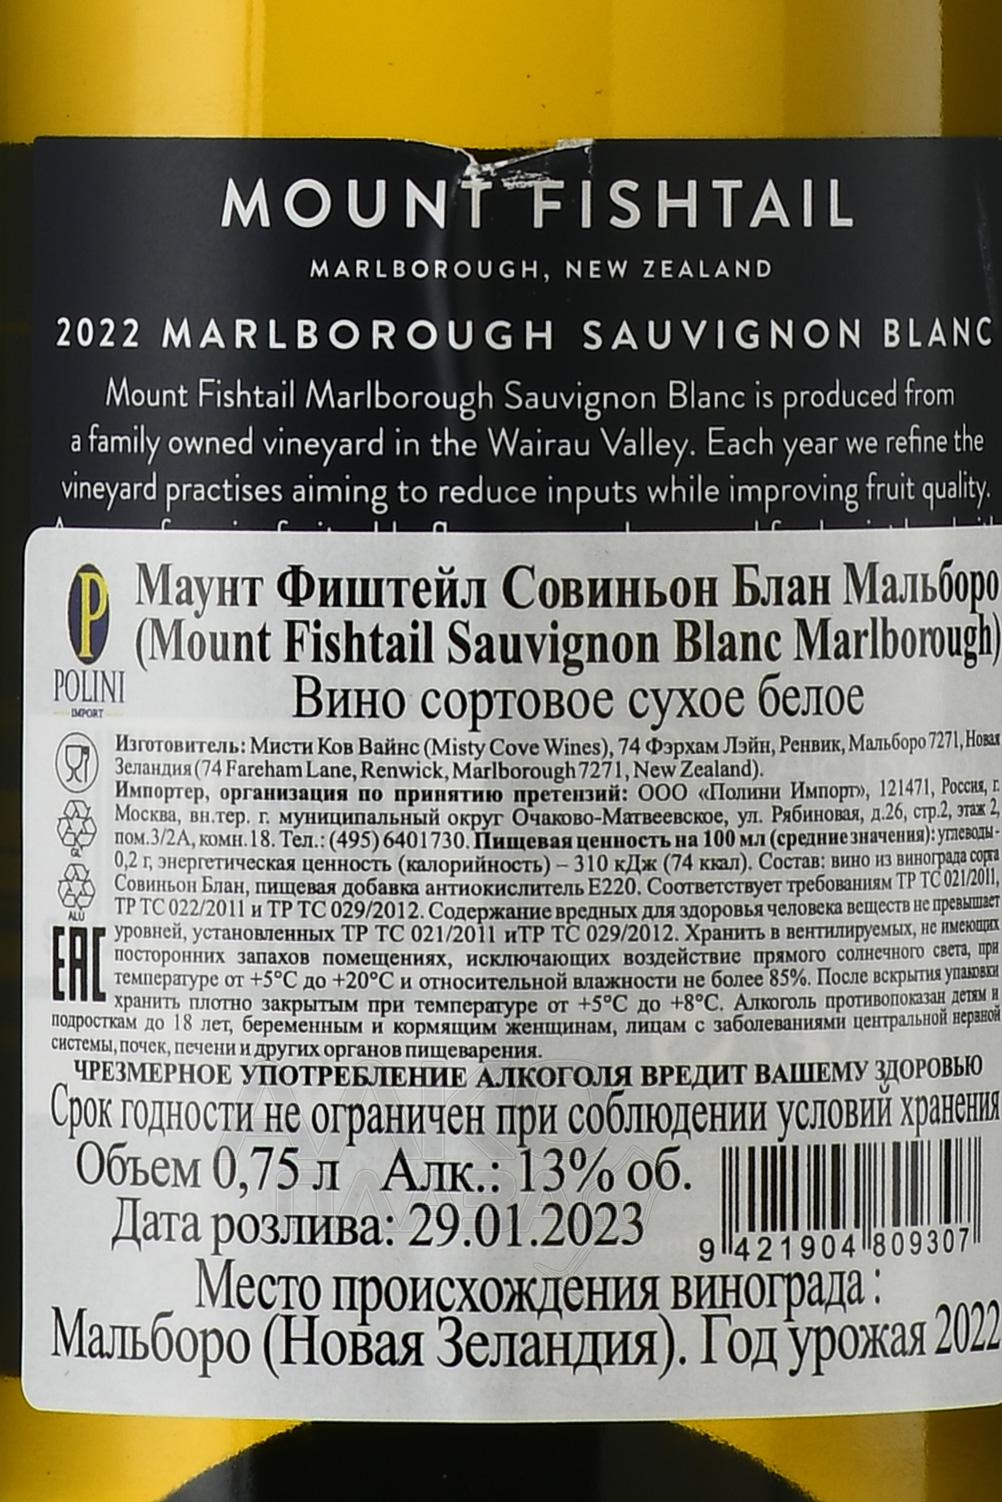 MOUNT FISHTAIL
MARLBOROUGH, NEW ZEALAND
2022 MARLBOROUGH SAUVIGNON BLANC
Mount Fishtail Marlborough Sauvignon Blanc is produced from
a family owned vineyard in the Wairau Valley. Each year we refine the
vineyard practises aiming to reduce inputs while improving fruit quality.
P
POLINI
IMPORT
Маунт Фиштейл Совиньон Блан Мальборо
(Mount Fishtail Sauvignon Blanc Marlborough)
Вино сортовое сухое белое
Изготовитель: Мисти Ков Вайнс (Misty Cove Wines), 74 Фэрхам Лэйн, Ренвик, Мальборо 7271, Новая
Зеландия (74 Fareham Lane, Renwick, Marlborough 7271, New Zealand).
Импортер, организация по принятию претензий: ООО «Полини Импорт», 121471, Россия, г.
Москва, вн.тер. г. муниципальный округ Очаково-Матвеевское, ул. Рябиновая, д.26, стр.2, этаж 2,
пом.3/2А, комн.18. Тел.: (495) 6401730. Пищевая ценность на 100 мл (средние значения): углеводы-
0,2 г, энергетическая ценность (калорийность) – 310 кДж (74 ккал). Состав: вино из винограда сорта
Совиньон Блан, пищевая добавка антиокислитель Е220. Соответствует требованиям ТР ТС 021/2011,
ТР ТС 022/2011 и ТР ТС 029/2012. Содержание вредных для здоровья человека веществ не превышает
уровней, установленных ТР ТС 021/2011 иТР ТС 029/2012. Хранить в вентилируемых, не имеющих
посторонних запахов помещениях, исключающих воздействие прямого солнечного света, при
температуре от +5°С до +20°С и относительной влажности не более 85%. После вскрытия упаковки
хранить плотно закрытым при температуре от +5°С до +8°С. Алкоголь противопоказан детям и
подросткам до 18 лет, беременным и кормящим женщинам, лицам с заболеваниями центральной нервной
системы, почек, печени и других органов пищеварения.
GL
ALU
EAC
ЧРЕЗМЕРНОЕ УПОТРЕБЛЕНИЕ АЛКОГОЛЯ ВРЕДИТ ВАШЕМУ ЗДОРОВЬЮ
Срок годности не ограничен при соблюдении условий хранения
Объем 0,75 л Алк.: 13% об.
Дата розлива: 29.01.2023
9 421904 809307
Место происхождения винограда :
Мальборо (Новая Зеландия). Год урожая 2022